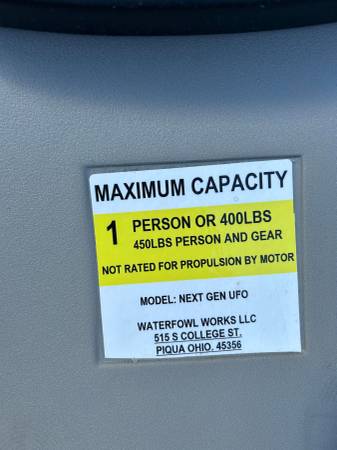 MAXIMUM CAPACITY
1 PERSON OR 400LBS
450LBS PERSON AND GEAR
NOT RATED FOR PROPULSION BY MOTOR
MODEL: NEXT GEN UFO
WATERFOWL WORKS LLC
515 S COLLEGE ST.
PIQUA OHIO. 45356